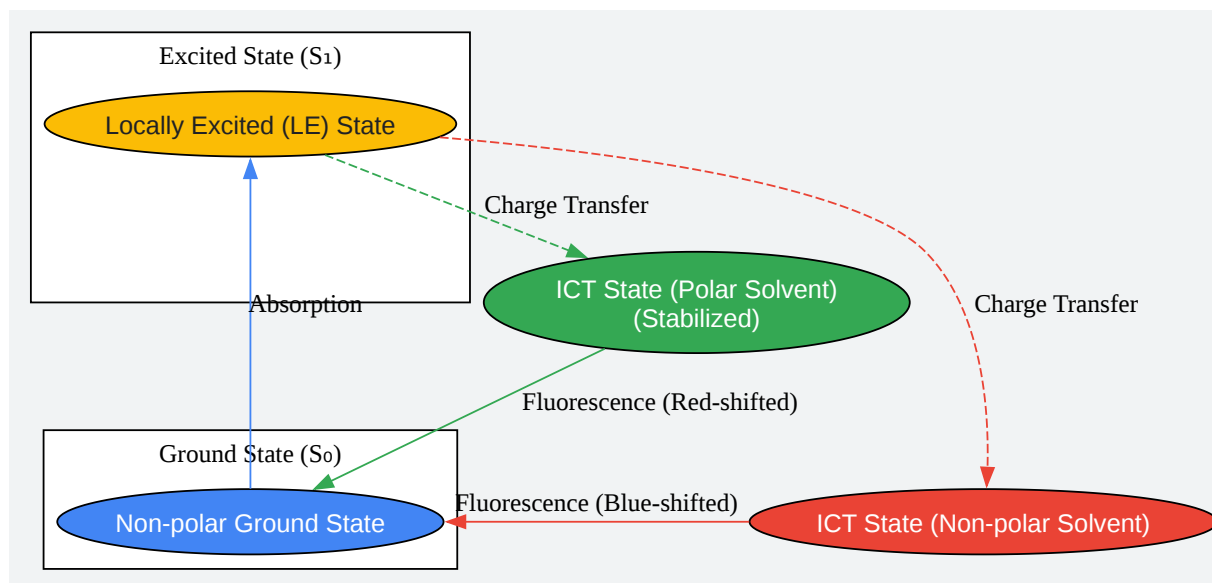 Excited State (S₁)
Locally Excited (LE) State
Charge Transfer
ICT State (Polar Solvent)
(Stabilized)
Absorption
Charge Transfer
Fluorescence (Red-shifted)
Ground State (S₀)
Fluorescence (Blue-shifted)
Non-polar Ground State
ICT State (Non-polar Solvent)